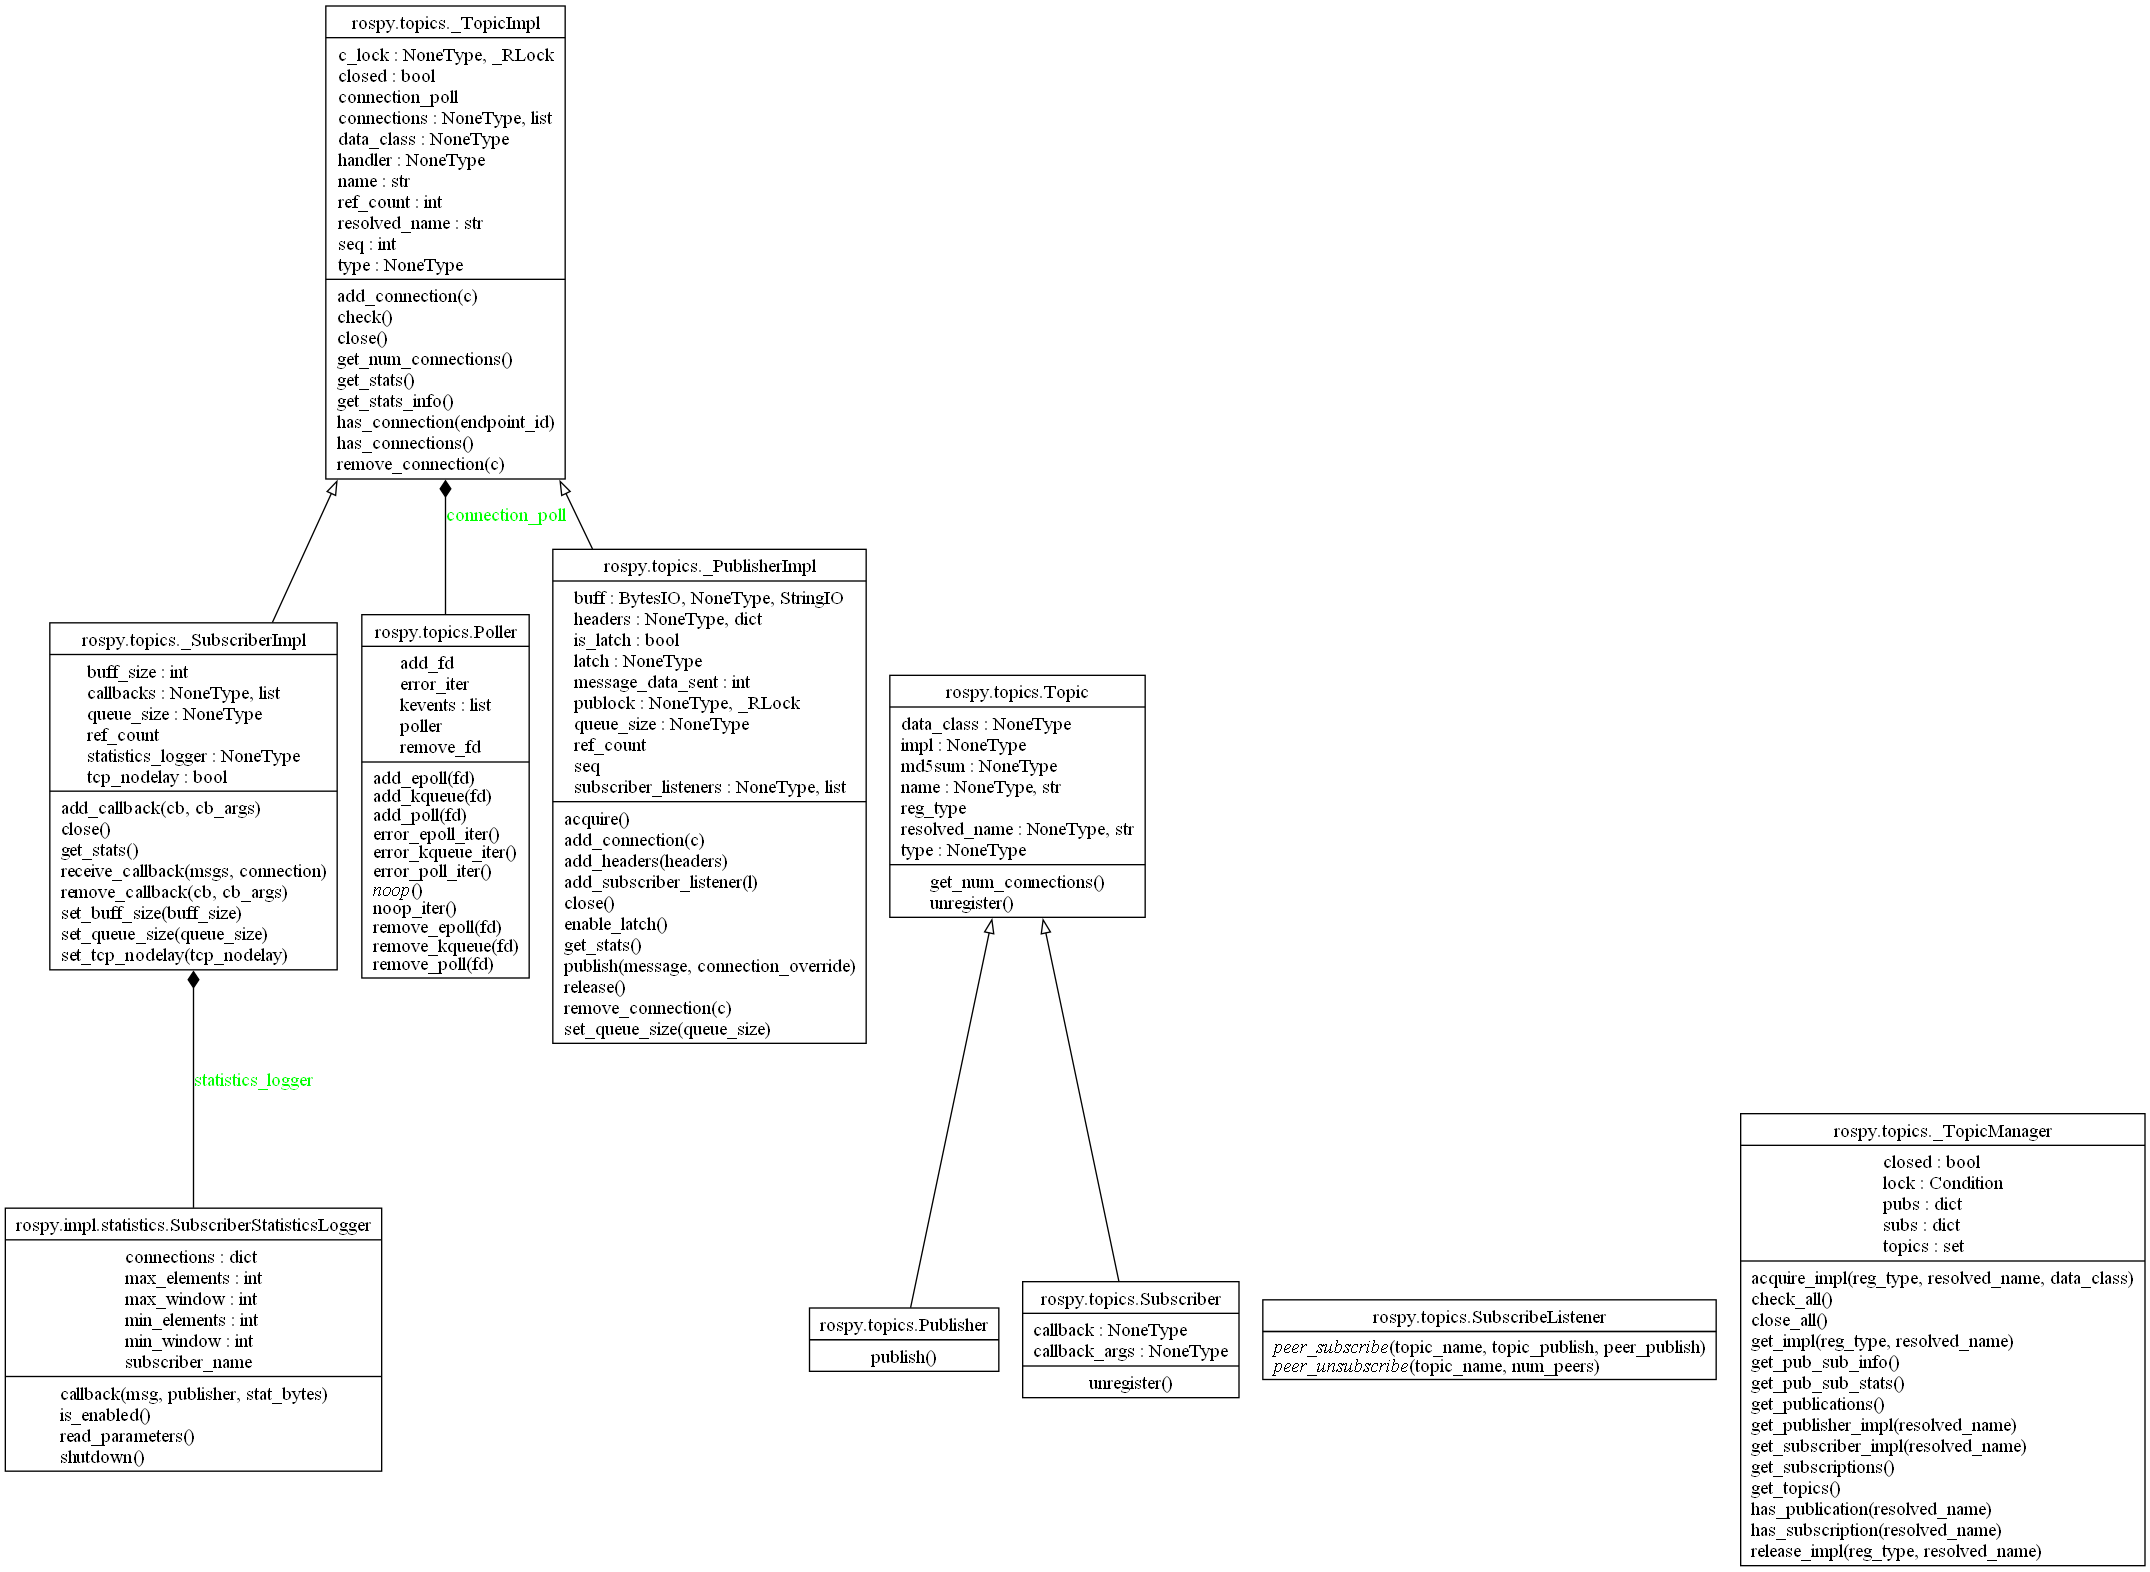 rospy.topics._TopicImpl
c_lock : NoneType, _RLock
closed : bool
connection_poll
connections : NoneType, list
data_class : NoneType
handler : NoneType
name : str
ref_count : int
resolved_name : str
seq : int
type : NoneType
add_connection(c)
check()
close()
get_num_connections()
get_stats()
get_stats_info()
has_connection(endpoint_id)
has_connections()
remove_connection(c)
connection_poll
rospy.topics._SubscriberImpl
buff_size : int
callbacks : NoneType, list
queue_size : NoneType
ref_count
statistics_logger : NoneType
tcp_nodelay : bool
add_callback(cb, cb_args)
close()
get_stats()
receive_callback(msgs, connection)
remove_callback(cb, cb_args)
set_buff_size(buff_size)
set_queue_size(queue_size)
set_tcp_nodelay(tcp_nodelay)
rospy.topics.Poller
add_fd
error_iter
kevents : list
poller
remove_fd
add_epoll(fd)
add_kqueue(fd)
add_poll(fd)
error_epoll_iter()
error_kqueue_iter()
error_poll_iter()
noop()
noop_iter()
remove_epoll(fd)
remove_kqueue(fd)
remove_poll(fd)
rospy.topics._PublisherImpl
buff : BytesIO, NoneType, StringIO
headers : NoneType, dict
is_latch : bool
latch : NoneType
message_data_sent : int
publock : NoneType, _RLock
queue_size : NoneType
ref_count
seq
subscriber_listeners : NoneType, list
acquire()
add_connection(c)
add_headers(headers)
add_subscriber_listener(l)
close()
enable_latch()
get_stats()
publish(message, connection_override)
release()
remove_connection(c)
set_queue_size(queue_size)
rospy.topics.Topic
data_class : NoneType
impl : NoneType
md5sum : NoneType
name : NoneType, str
reg_type
resolved_name : NoneType, str
type : NoneType
get_num_connections()
unregister()
statistics_logger
rospy.impl.statistics.SubscriberStatisticsLogger
connections : dict
max_elements : int
max_window : int
min_elements : int
min_window : int
subscriber_name
callback(msg, publisher, stat_bytes)
is_enabled()
read_parameters()
shutdown()
rospy.topics.Publisher
publish()
rospy.topics.Subscriber
callback : NoneType
callback_args : NoneType
unregister()
rospy.topics.SubscribeListener
peer_subscribe(topic_name, topic_publish, peer_publish)
peer_unsubscribe(topic_name, num_peers)
rospy.topics._TopicManager
closed : bool
lock : Condition
pubs : dict
subs : dict
topics : set
acquire_impl(reg_type, resolved_name, data_class)
check_all()
close_all()
get_impl(reg_type, resolved_name)
get_pub_sub_info()
get_pub_sub_stats()
get_publications()
get_publisher_impl(resolved_name)
get_subscriber_impl(resolved_name)
get_subscriptions()
get_topics()
has_publication(resolved_name)
has_subscription(resolved_name)
release_impl(reg_type, resolved_name)